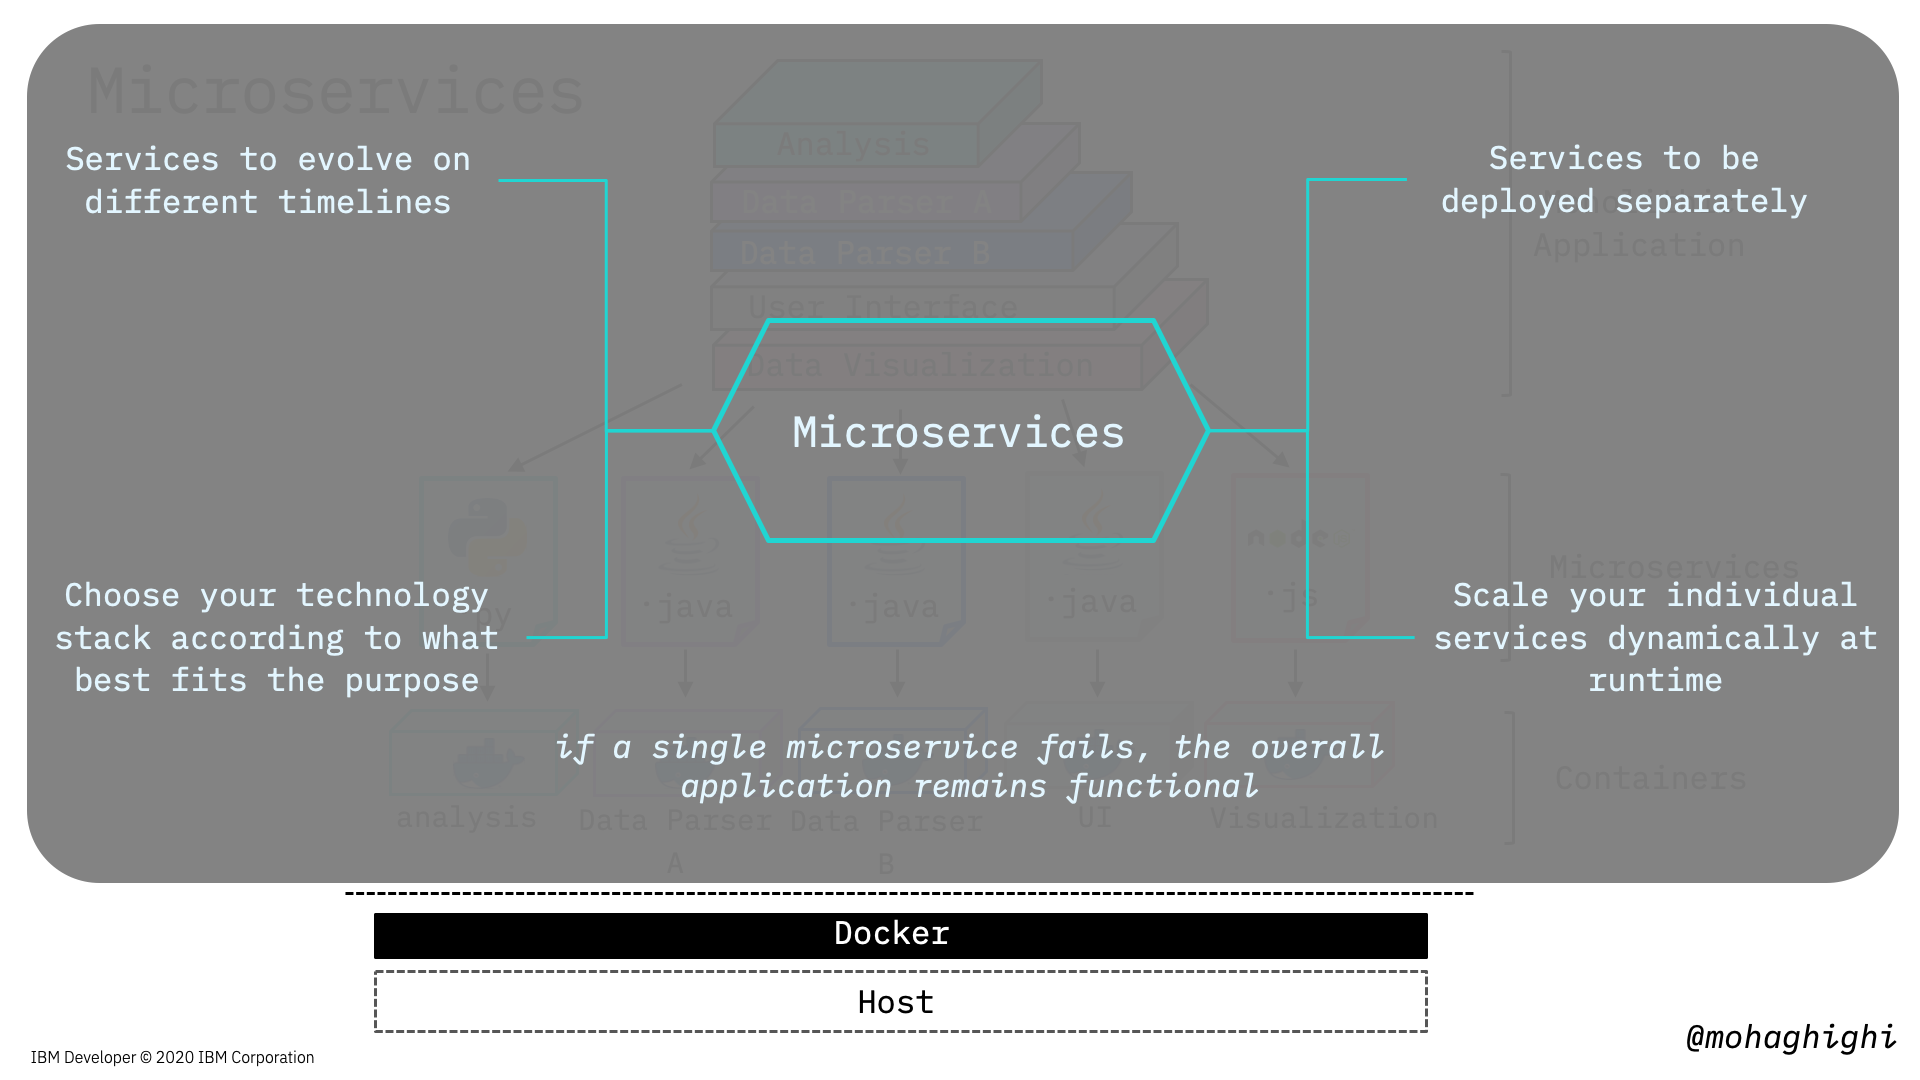 Microservices
Services to evolve on
different timelines
Services to be
deployed separately
Application
Analysis
Data Parser A
Data Parser B
User Interface
Data Visualization
Microservices
py
.java
.java
.java
.js
node
Microservices
Choose your technology
stack according to what
best fits the purpose
Scale your individual
services dynamically at
runtime
if a single microservice fails, the overall
application remains functional
analysis
Data Parser
A
Data Parser
B
UI
Visualization
Containers
Docker
Host
IBM Developer © 2020 IBM Corporation
@mohaghighi